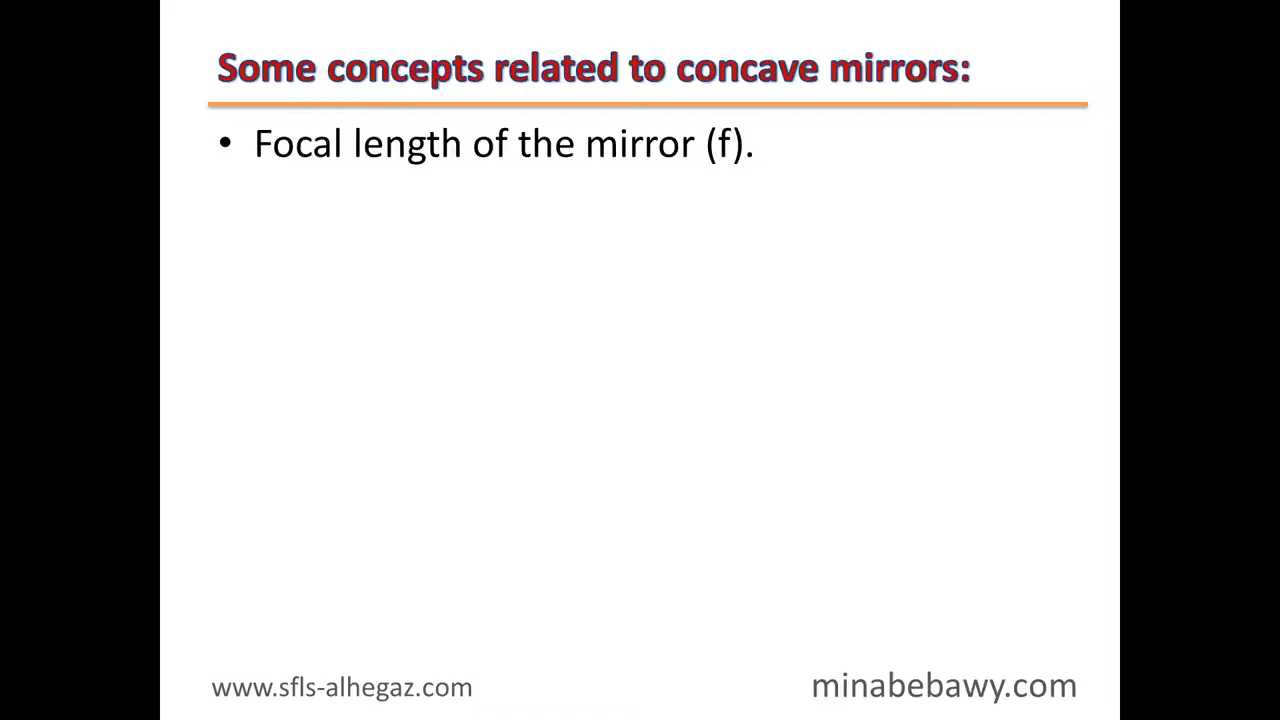 Some concepts related to concave mirrors:
• Focal length of the mirror (f).
www.sfls-alhegaz.com
minabebawy.com